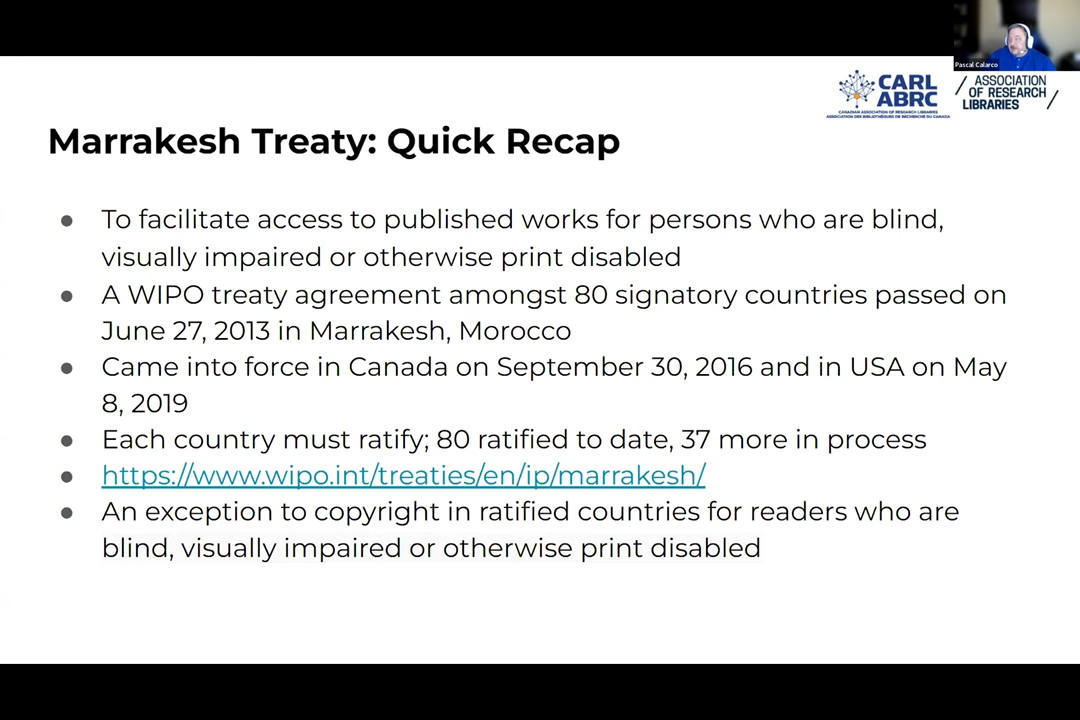 Pascal Calarco
CARL
ABRC
CANADIAN ASSOCIATION OF RESEARCH LIBRARIES
ASSOCIATION DES BIBLIOTHÈQUES DE RECHERCHE DU CANADA
ASSOCIATION
OF RESEARCH
LIBRARIES
Marrakesh Treaty: Quick Recap
● To facilitate access to published works for persons who are blind,
visually impaired or otherwise print disabled
● A WIPO treaty agreement amongst 80 signatory countries passed on
June 27, 2013 in Marrakesh, Morocco
● Came into force in Canada on September 30, 2016 and in USA on May
8, 2019
● Each country must ratify; 80 ratified to date, 37 more in process
● https://www.wipo.int/treaties/en/ip/marrakesh/
● An exception to copyright in ratified countries for readers who are
blind, visually impaired or otherwise print disabled